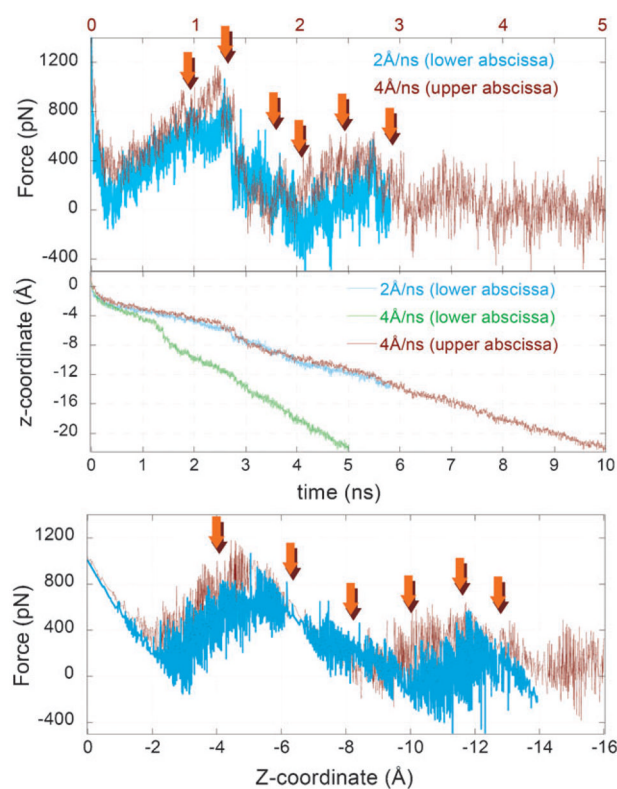 0 1 2 3 4 5
1200
800
400
0
-400
Force (pN)
2Å/ns (lower abscissa)
4Å/ns (upper abscissa)
0
-4
-8
-12
-16
-20
z-coordinate (Å)
2Å/ns (lower abscissa)
4Å/ns (lower abscissa)
4Å/ns (upper abscissa)
0 1 2 3 4 5 6 7 8 9 10
time (ns)
1200
800
400
0
-400
Force (pN)
0 -2 -4 -6 -8 -10 -12 -14 -16
Z-coordinate (Å)